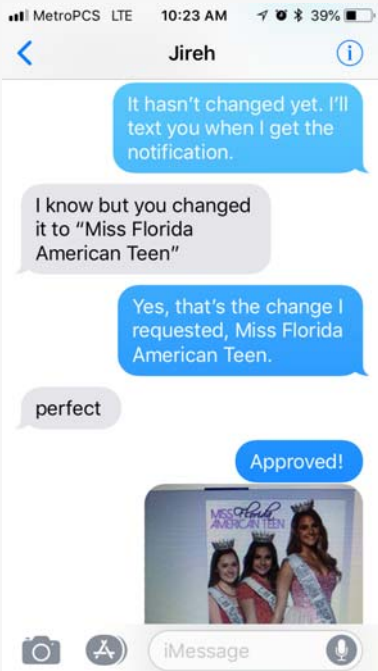 MetroPCS LTE 10:23 AM 39%
Jireh
It hasn't changed yet. I'll
text you when I get the
notification.
I know but you changed
it to “Miss Florida
American Teen”
Yes, that's the change I
requested, Miss Florida
American Teen.
perfect
Approved!
MISS Florida
AMERICAN TEEN
iMessage